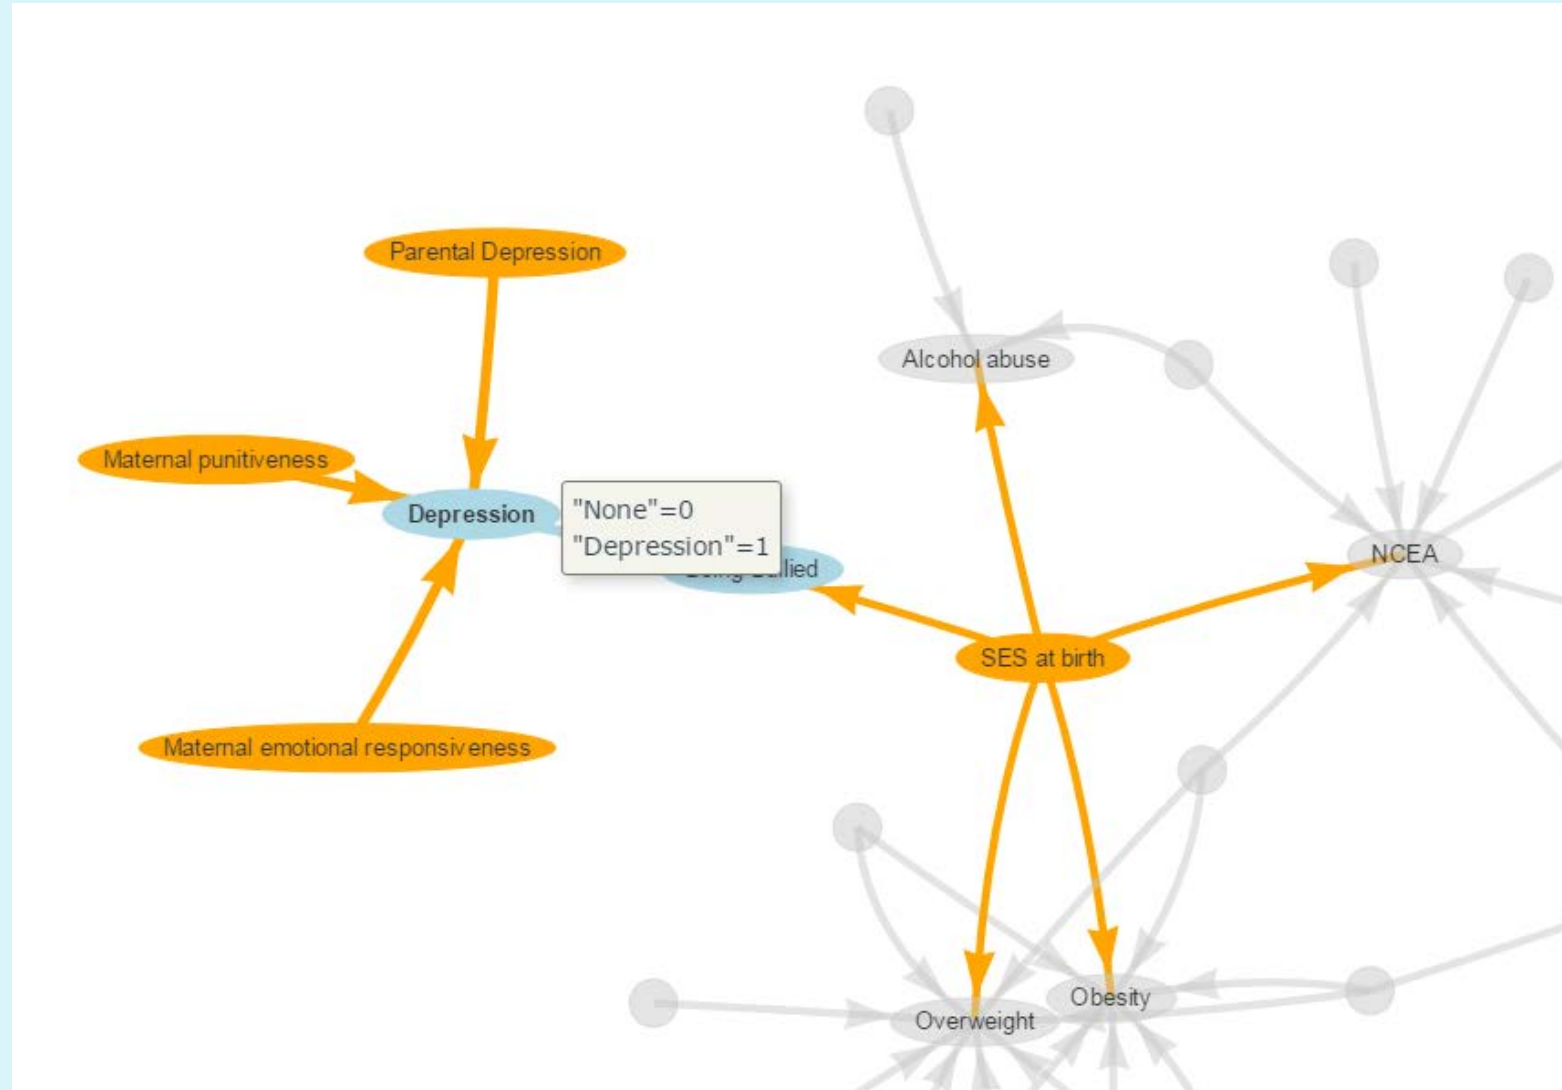 Parental Depression
Alcohol abuse
Maternal punitiveness
Depression
"None"=0
"Depression"=1
NCEA
SES at birth
Maternal emotional responsiveness
Obesity
Overweight